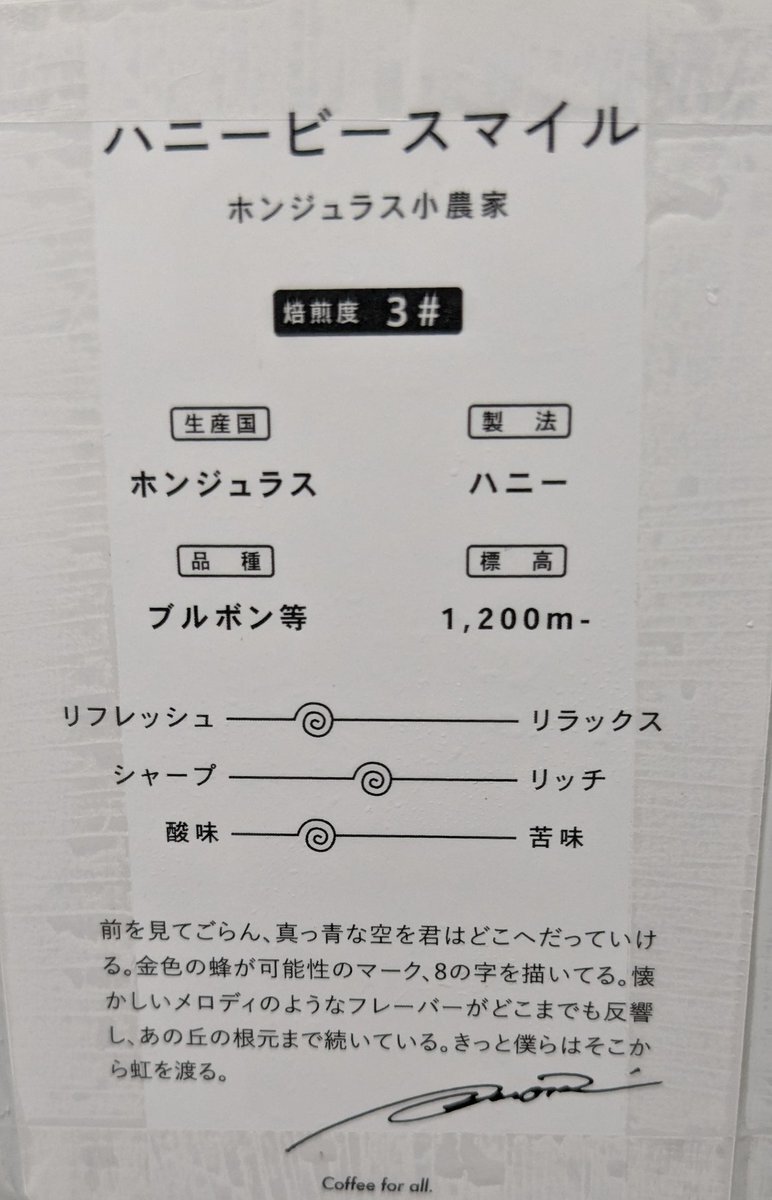 ハニービースマイル
ホンジュラス小農家
焙煎度 3#
生産国 製法
ホンジュラス ハニー
品種 標高
ブルボン等 1,200m-
リフレッシュ リラックス
シャープ リッチ
酸味 苦味
前を見てごらん、真っ青な空を君はどこへだっていけ
る。金色の蜂が可能性のマーク、8の字を描いてる。懐
かしいメロディのようなフレーバーがどこまでも反響
し、あの丘の根元まで続いている。きっと僕らはそこか
ら虹を渡る。
Coffee for all.